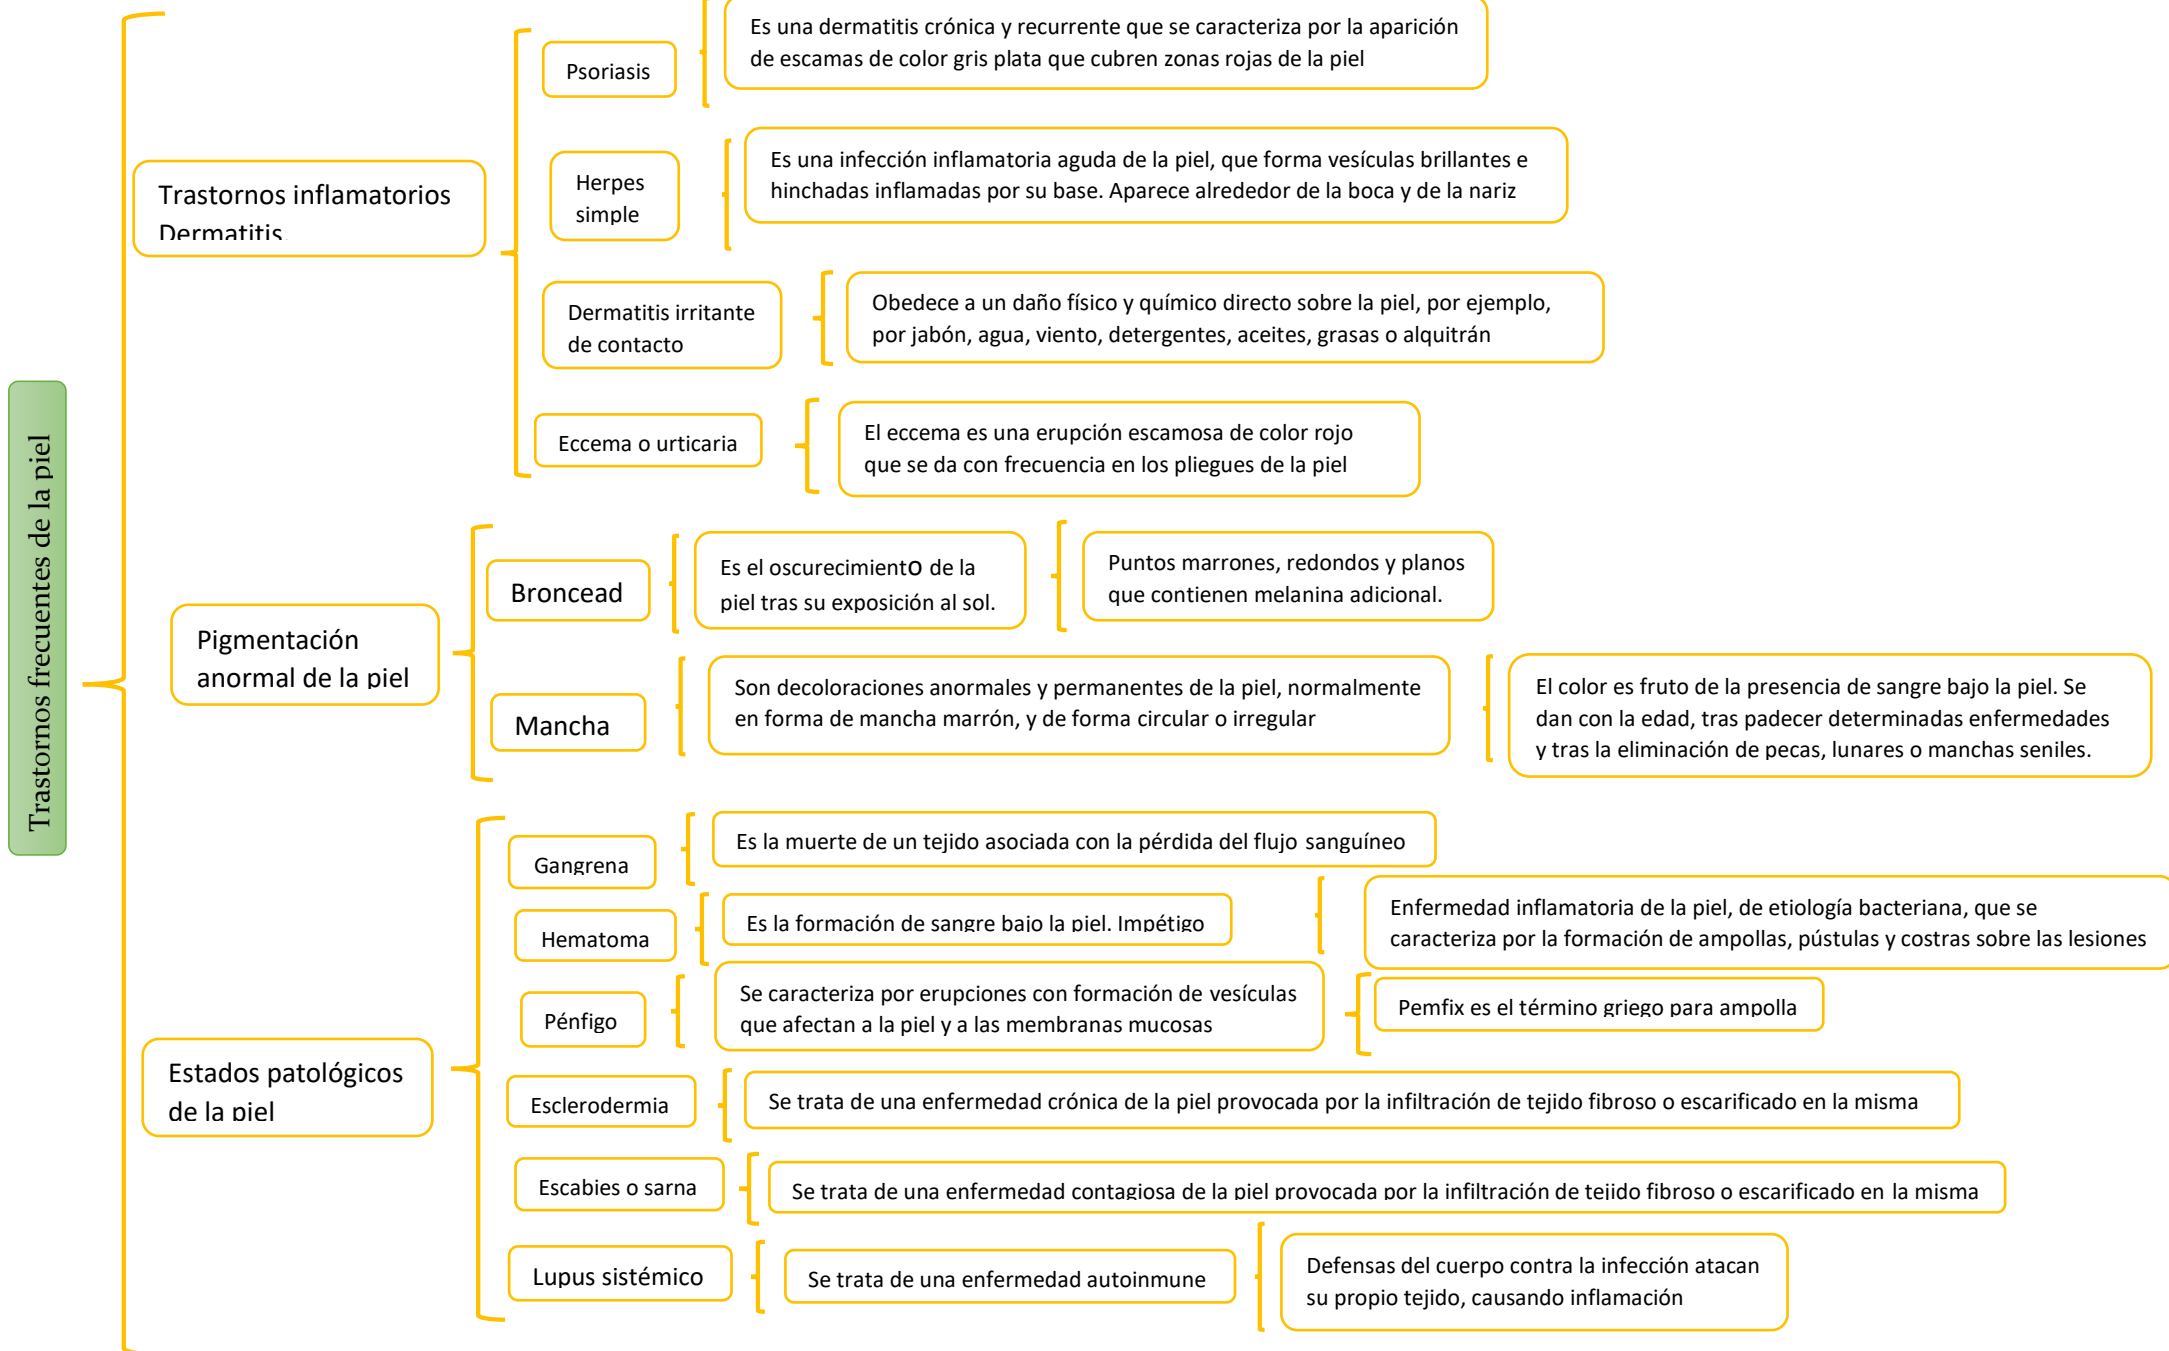 Trastornos frecuentes de la piel
Trastornos inflamatorios
Dermatitis.
Psoriasis
Es una dermatitis crónica y recurrente que se caracteriza por la aparición
de escamas de color gris plata que cubren zonas rojas de la piel
Herpes
simple
Es una infección inflamatoria aguda de la piel, que forma vesículas brillantes e
hinchadas inflamadas por su base. Aparece alrededor de la boca y de la nariz
Dermatitis irritante
de contacto
Obedece a un daño físico y químico directo sobre la piel, por ejemplo,
por jabón, agua, viento, detergentes, aceites, grasas o alquitrán
Eccema o urticaria
El eccema es una erupción escamosa de color rojo
que se da con frecuencia en los pliegues de la piel
Pigmentación
anormal de la piel
Broncead
Es el oscurecimiento de la
piel tras su exposición al sol.
Puntos marrones, redondos y planos
que contienen melanina adicional.
Mancha
Son decoloraciones anormales y permanentes de la piel, normalmente
en forma de mancha marrón, y de forma circular o irregular
El color es fruto de la presencia de sangre bajo la piel. Se
dan con la edad, tras padecer determinadas enfermedades
y tras la eliminación de pecas, lunares o manchas seniles.
Estados patológicos
de la piel
Gangrena
Es la muerte de un tejido asociada con la pérdida del flujo sanguíneo
Hematoma
Es la formación de sangre bajo la piel. Impétigo
Enfermedad inflamatoria de la piel, de etiología bacteriana, que se
caracteriza por la formación de ampollas, pústulas y costras sobre las lesiones
Pénfigo
Se caracteriza por erupciones con formación de vesículas
que afectan a la piel y a las membranas mucosas
Pemfix es el término griego para ampolla
Esclerodermia
Se trata de una enfermedad crónica de la piel provocada por la infiltración de tejido fibroso o escarificado en la misma
Escabies o sarna
Se trata de una enfermedad contagiosa de la piel provocada por la infiltración de tejido fibroso o escarificado en la misma
Lupus sistémico
Se trata de una enfermedad autoinmune
Defensas del cuerpo contra la infección atacan
su propio tejido, causando inflamación